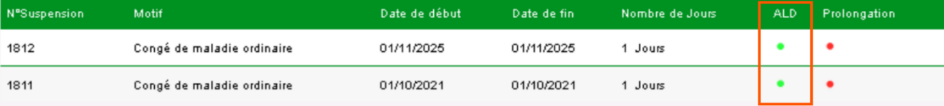 N°Suspension Motif Date de début Date de fin Nombre de Jours ALD Prolongation
1812 Congé de maladie ordinaire 01/11/2025 01/11/2025 1 Jours
1811 Congé de maladie ordinaire 01/10/2021 01/10/2021 1 Jours